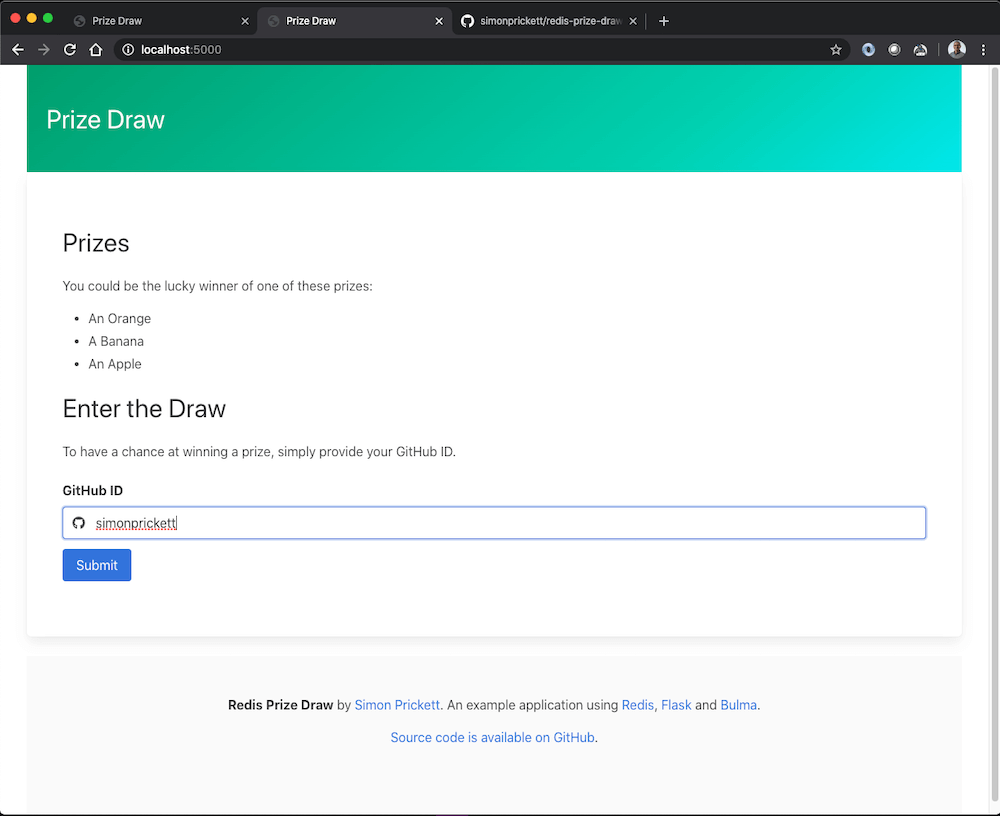 Prize Draw
Prize Draw
simonprickett/redis-prize-draw
localhost:5000
Prize Draw
Prizes
You could be the lucky winner of one of these prizes:
An Orange
A Banana
An Apple
Enter the Draw
To have a chance at winning a prize, simply provide your GitHub ID.
GitHub ID
simonprickett
Submit
Redis Prize Draw by Simon Prickett. An example application using Redis, Flask and Bulma.
Source code is available on GitHub.